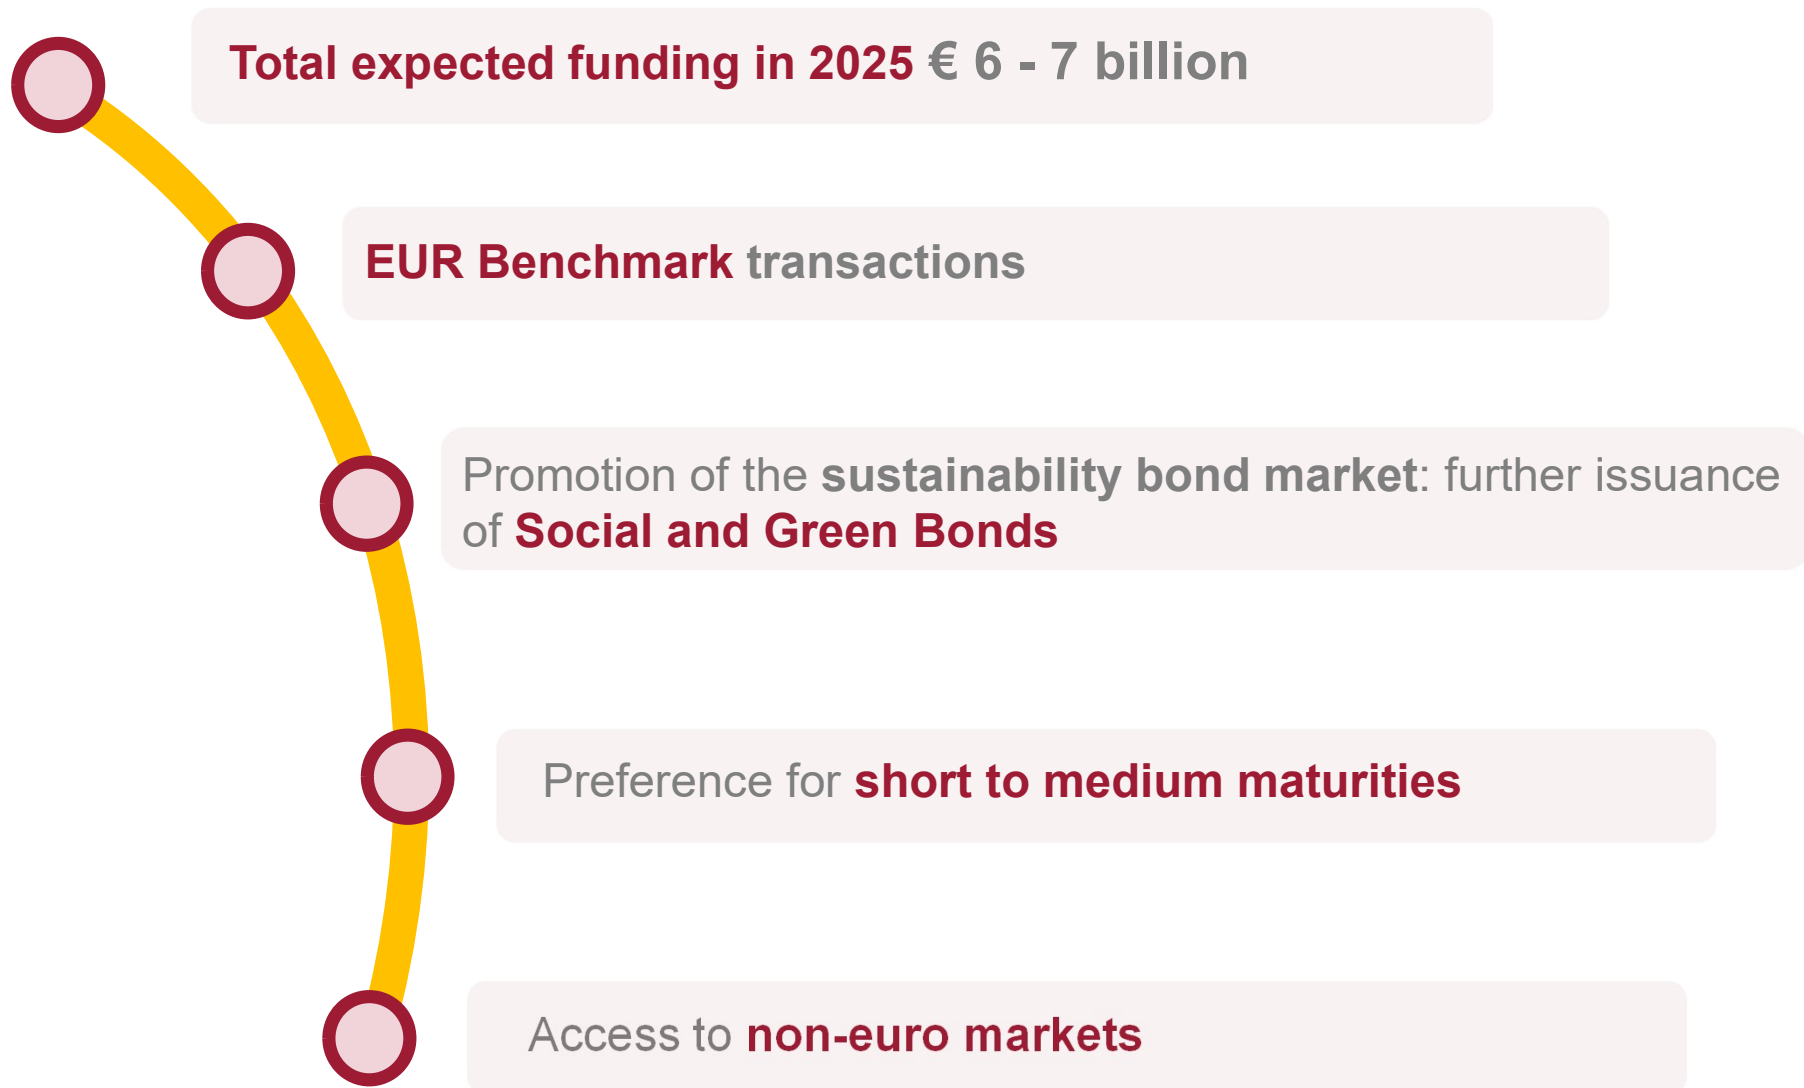 Total expected funding in 2025 € 6 - 7 billion
EUR Benchmark transactions
Promotion of the sustainability bond market: further issuance
of Social and Green Bonds
Preference for short to medium maturities
Access to non-euro markets